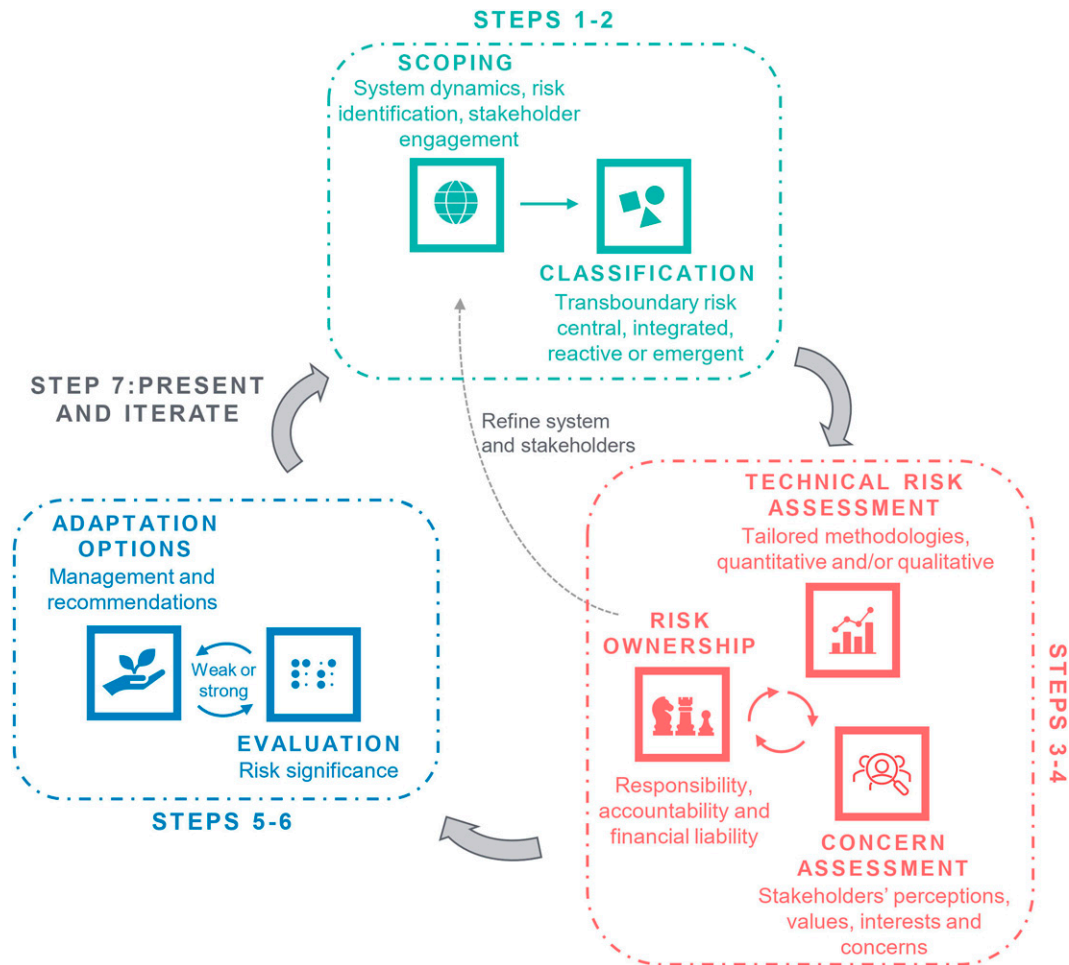 STEPS 1-2
SCOPING
System dynamics, risk
identification, stakeholder
engagement
CLASSIFICATION
Transboundary risk
central, integrated,
reactive or emergent
STEP 7:PRESENT
AND ITERATE
Refine system
and stakeholders
TECHNICAL RISK
ASSESSMENT
Tailored methodologies,
quantitative and/or qualitative
RISK
OWNERSHIP
Responsibility,
accountability and
financial liability
CONCERN
ASSESSMENT
Stakeholders’ perceptions,
values, interests and
concerns
STEPS 3-4
ADAPTATION
OPTIONS
Management and
recommendations
Weak or
strong
EVALUATION
Risk significance
STEPS 5-6